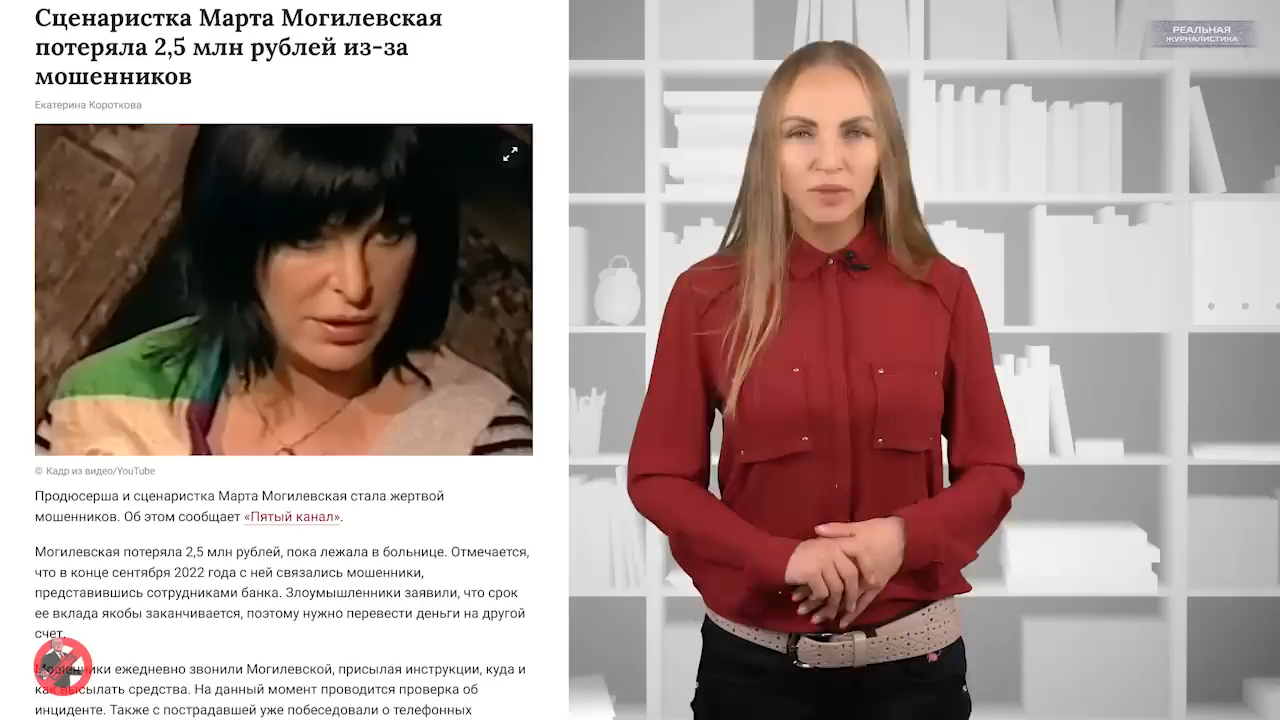 Сценаристка Марта Могилевская
потеряла 2,5 млн рублей из-за
мошенников
Екатерина Короткова
© Кадр из видео/YouTube
Продюсерша и сценаристка Марта Могилевская стала жертвой
мошенников. Об этом сообщает «Пятый канал».
Могилевская потеряла 2,5 млн рублей, пока лежала в больнице. Отмечается,
что в конце сентября 2022 года с ней связались мошенники,
представившись сотрудниками банка. Злоумышленники заявили, что срок
ее вклада якобы заканчивается, поэтому нужно перевести деньги на другой
счет.
Мошенники ежедневно звонили Могилевской, присылая инструкции, куда и
как высылать средства. На данный момент проводится проверка об
инциденте. Также с пострадавшей уже побеседовали о телефонных
РЕАЛЬНАЯ
ЖУРНАЛИСТИКА